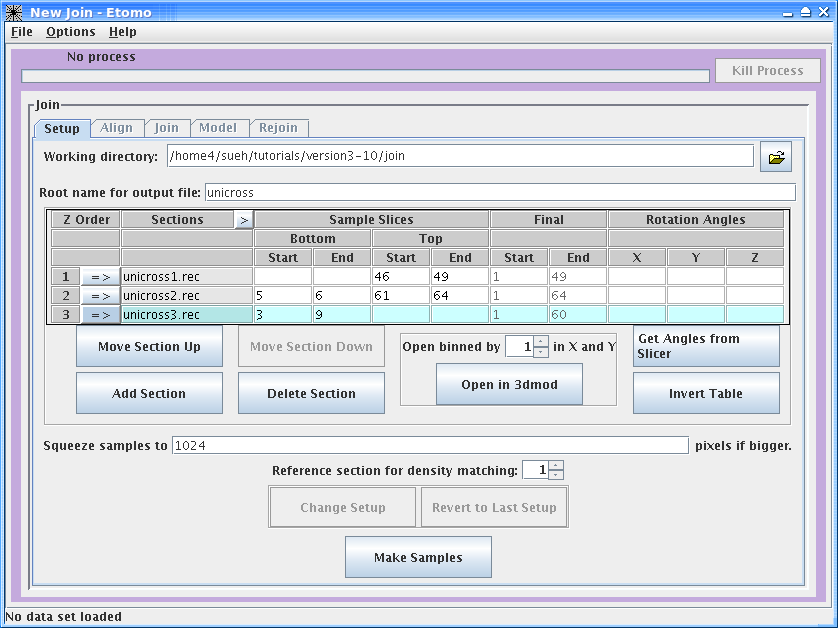 New Join - Etomo
File Options Help
No process
Kill Process
Join
Setup Align Join Model Rejoin
Working directory: /home4/sueh/tutorials/version3-10/join
Root name for output file: unicross
Z Order Sections > Sample Slices Final Rotation Angles
Bottom Top
Start End Start End Start End X Y Z
1 => unicross1.rec 46 49 1 49
2 => unicross2.rec 5 6 61 64 1 64
3 => unicross3.rec 3 9 1 60
Move Section Up Move Section Down Open binned by 1 in X and Y Get Angles from Slicer
Add Section Delete Section Open in 3dmod Invert Table
Squeeze samples to 1024 pixels if bigger.
Reference section for density matching: 1
Change Setup Revert to Last Setup
Make Samples
No data set loaded